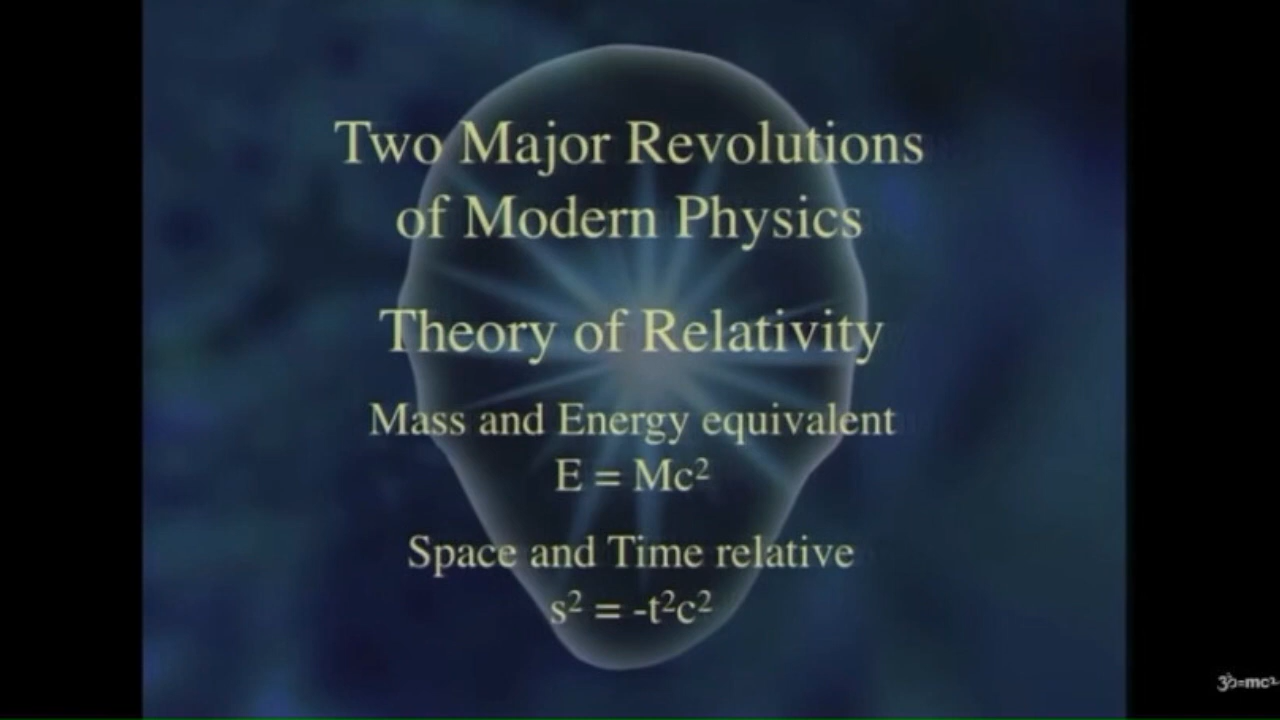 Two Major Revolutions
of Modern Physics
Theory of Relativity
Mass and Energy equivalent
E = Mc²
Space and Time relative
s² = -t²c²
ॐ=mc²